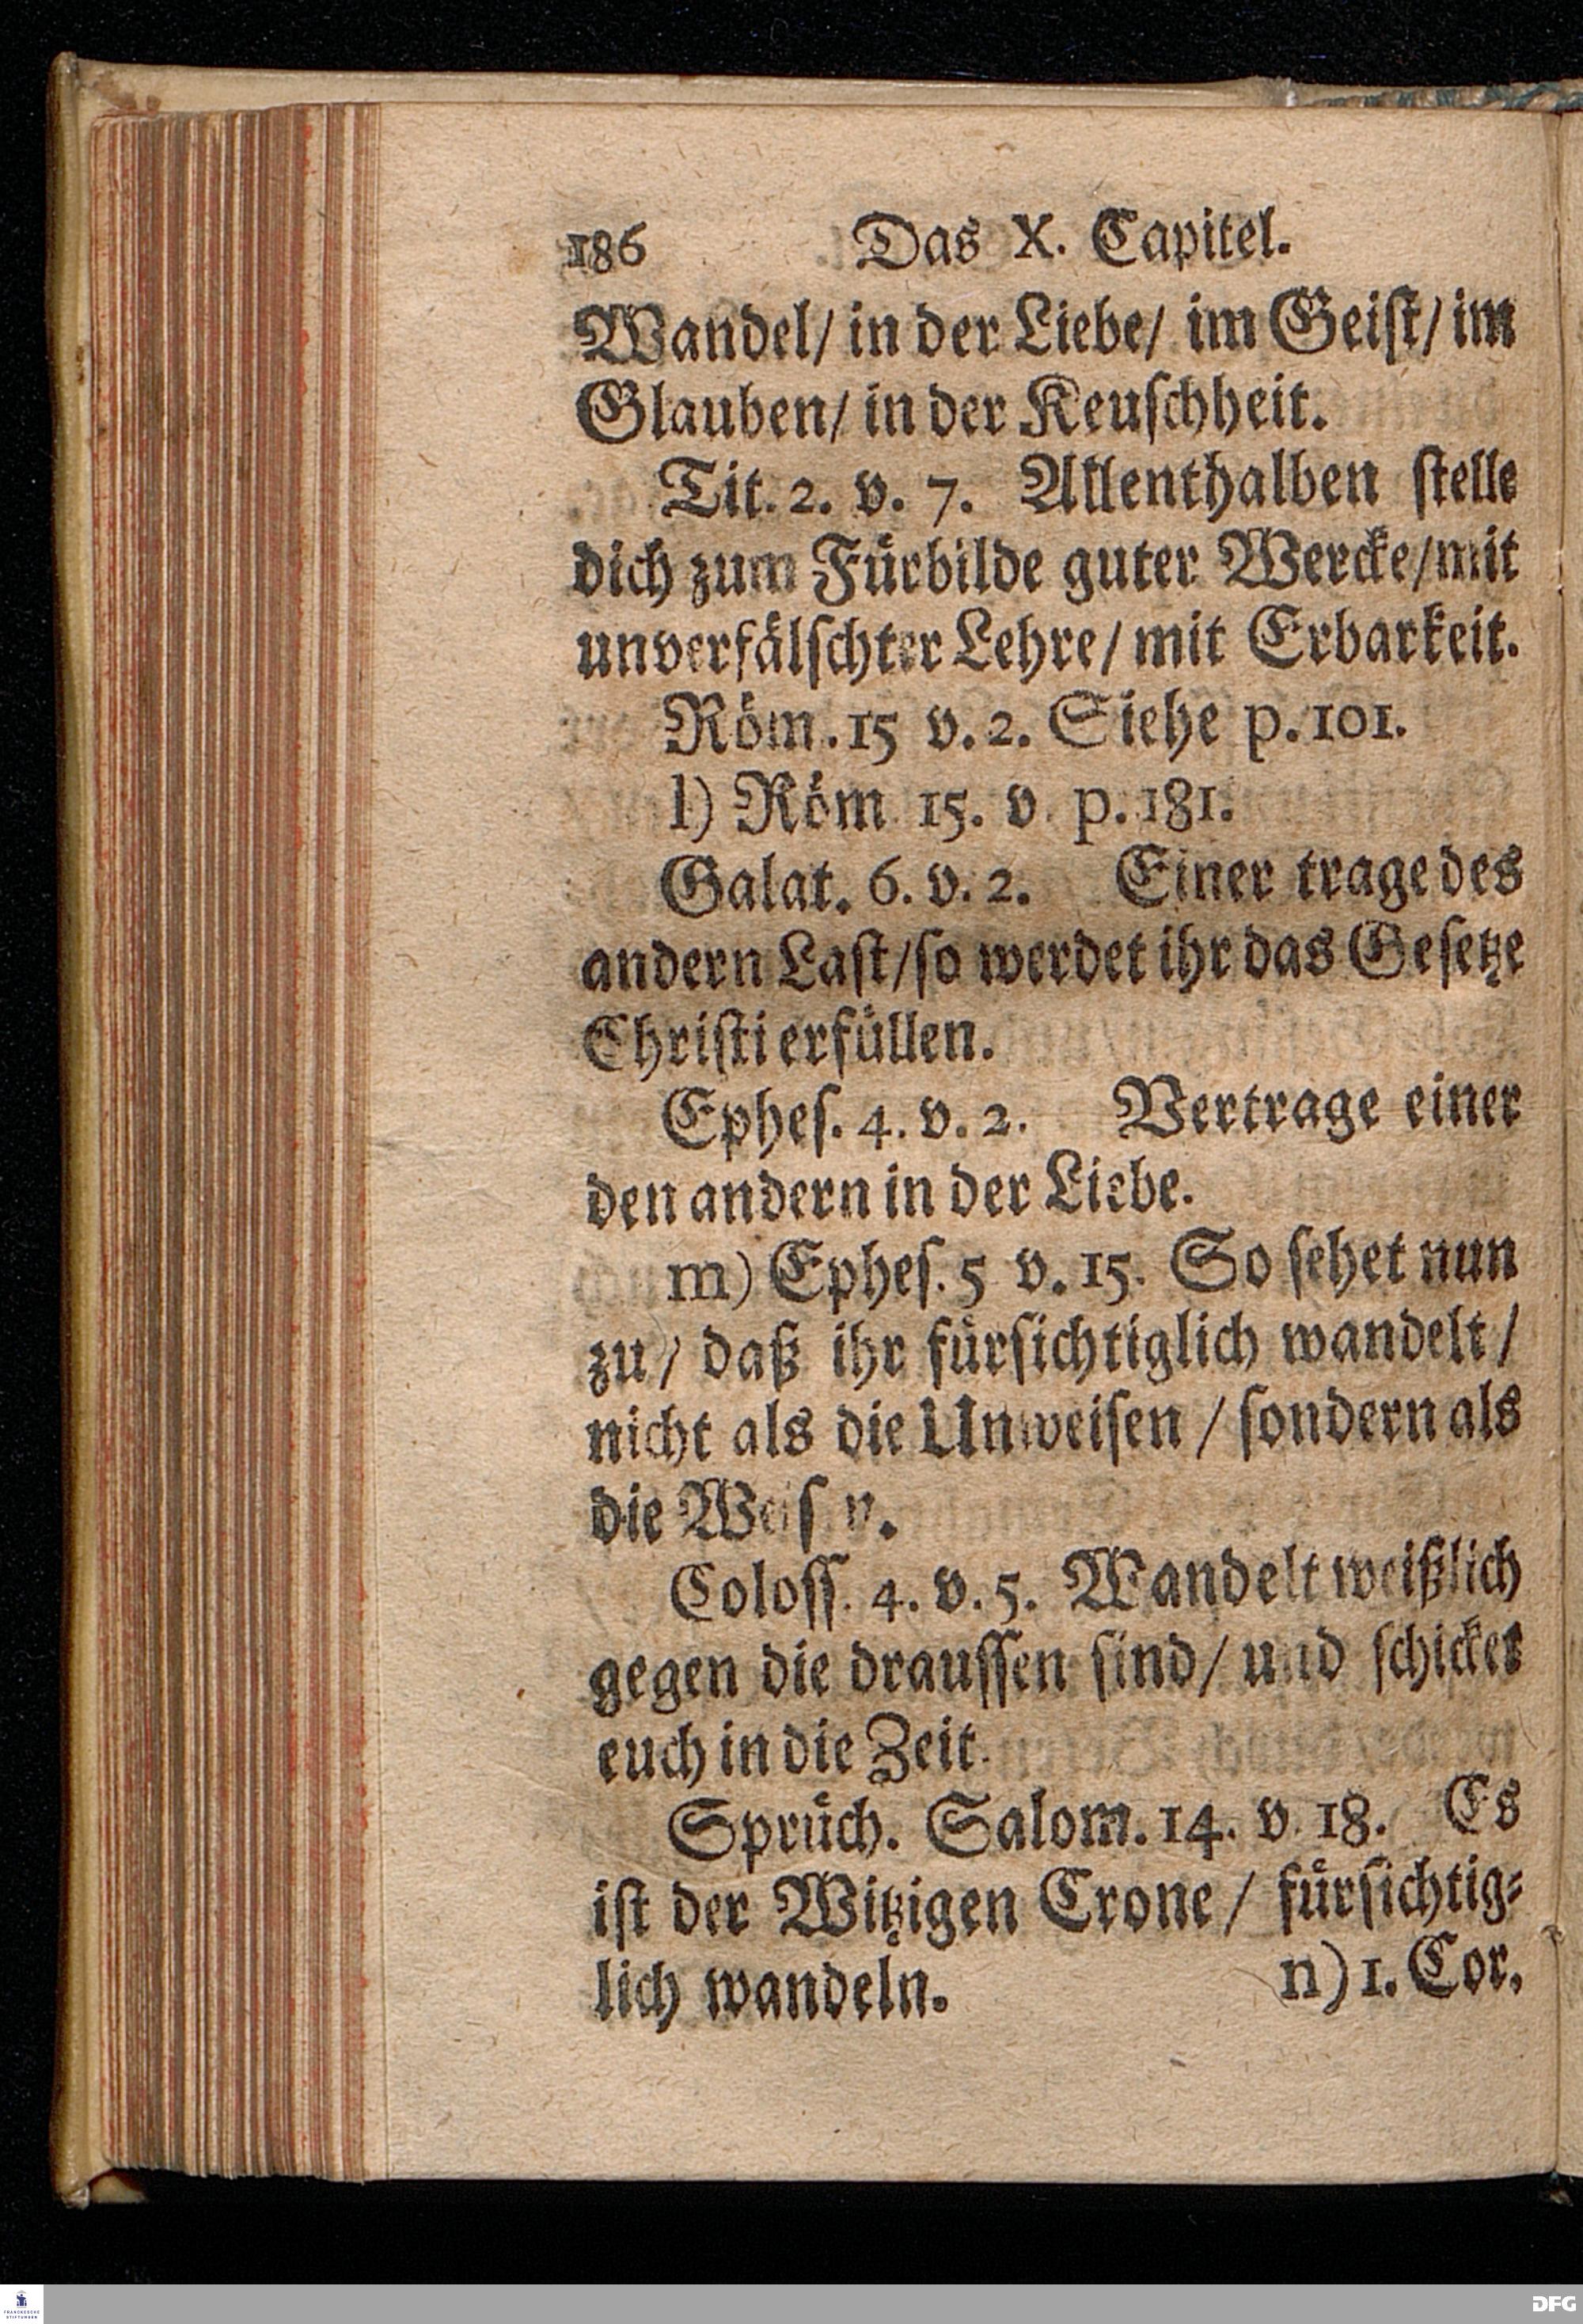 186 Das X. Capitel.
Wandel/ in der Liebe/ im Geist/ im
Glauben/ in der Keuschheit.
Tit. 2. v. 7. Allenthalben stelle
dich zum Fürbilde guter Wercke/mit
unverfälschter Lehre/ mit Erbarkeit.
Röm. 15 v. 2. Siehe p. 101.
l) Röm 15. v. p. 181.
Galat. 6. v. 2. Einer trage des
andern Last/so werdet ihr das Gesetze
Christi erfüllen.
Ephes. 4. v. 2. Vertrage einer
den andern in der Liebe.
m) Ephes. 5 v. 15. So sehet nun
zu/ daß ihr fürsichtiglich wandelt/
nicht als die Unweisen/ sondern als
die Weis n.
Coloss. 4. v. 5. Wandelt weißlich
gegen die draussen sind/ und schicket
euch in die Zeit.
Sprüch. Salom. 14. v. 18. Es
ist der Witzigen Crone/ fürsichtig-
lich wandeln. n) 1. Cor.
FRANCKESCHE
STIFTUNGEN
DFG